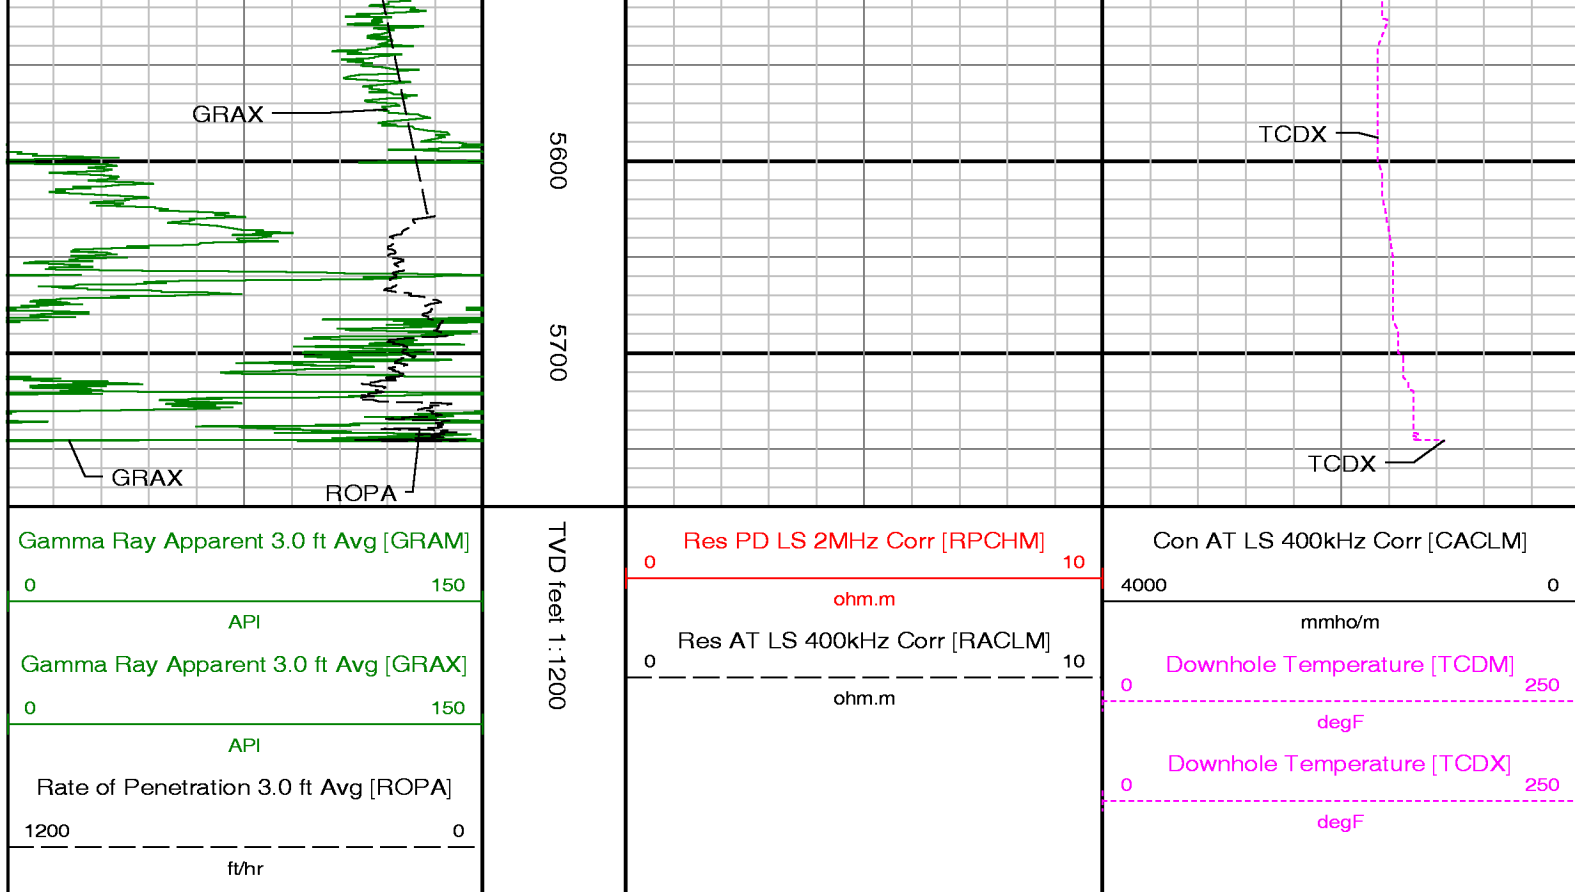 GRAX
TCDX
5600
5700
TCDX
GRAX
ROPA
Gamma Ray Apparent 3.0 ft Avg [GRAM]
0 150
API
Gamma Ray Apparent 3.0 ft Avg [GRAX]
0 150
API
Rate of Penetration 3.0 ft Avg [ROPA]
1200 0
ft/hr
TVD feet 1:1200
Res PD LS 2MHz Corr [RPCHM]
0 10
ohm.m
Res AT LS 400kHz Corr [RACLM]
0 10
ohm.m
Con AT LS 400kHz Corr [CACLM]
4000 0
mmho/m
Downhole Temperature [TCDM]
0 250
degF
Downhole Temperature [TCDX]
0 250
degF